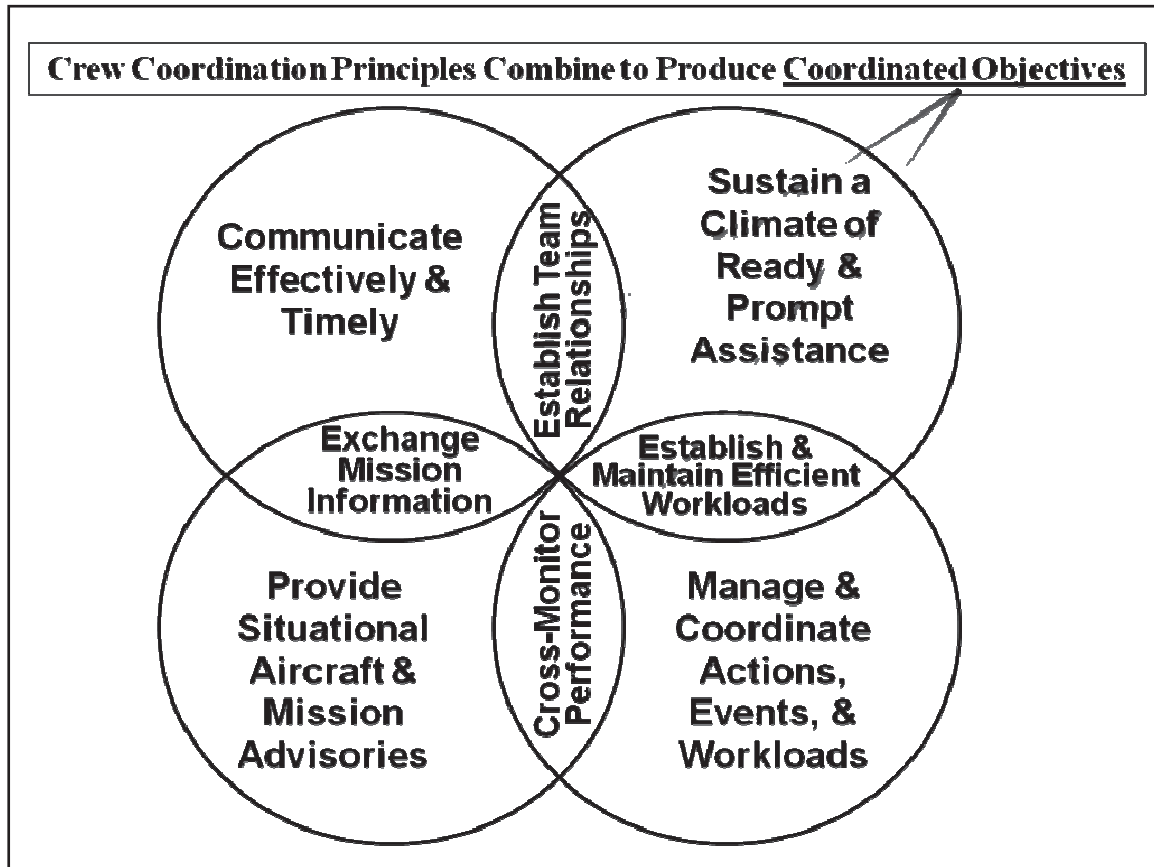 Crew Coordination Principles Combine to Produce Coordinated Objectives
Communicate
Effectively &
Timely
Establish Team
Relationships
Sustain a
Climate of
Ready &
Prompt
Assistance
Exchange
Mission
Information
Establish &
Maintain Efficient
Workloads
Provide
Situational
Aircraft &
Mission
Advisories
Cross-Monitor
Performance
Manage &
Coordinate
Actions,
Events, &
Workloads